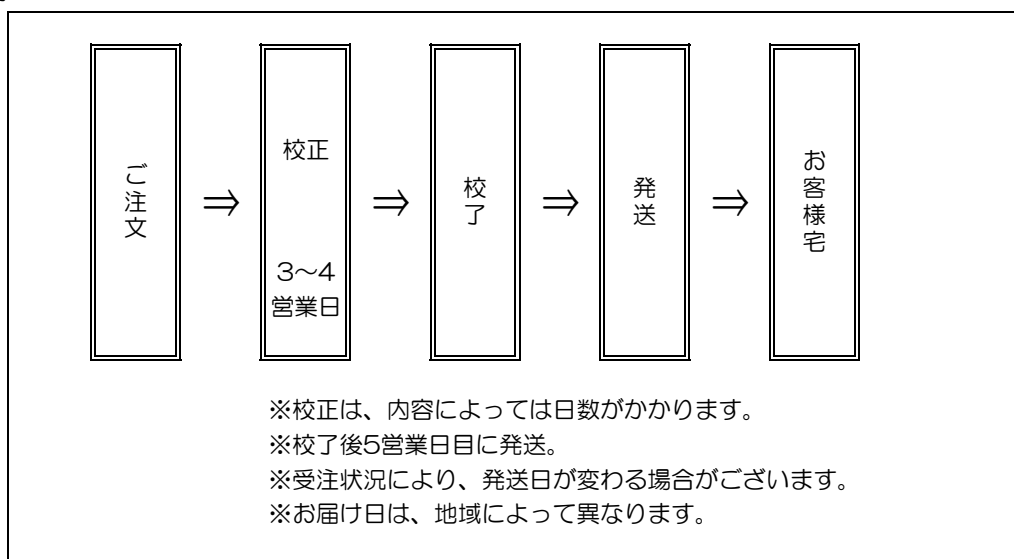 ご注文
⇒
校正
3〜4
営業日
⇒
校了
⇒
発送
⇒
お客様宅
※校正は、内容によっては日数がかかります。
※校了後5営業日目に発送。
※受注状況により、発送日が変わる場合がございます。
※お届け日は、地域によって異なります。